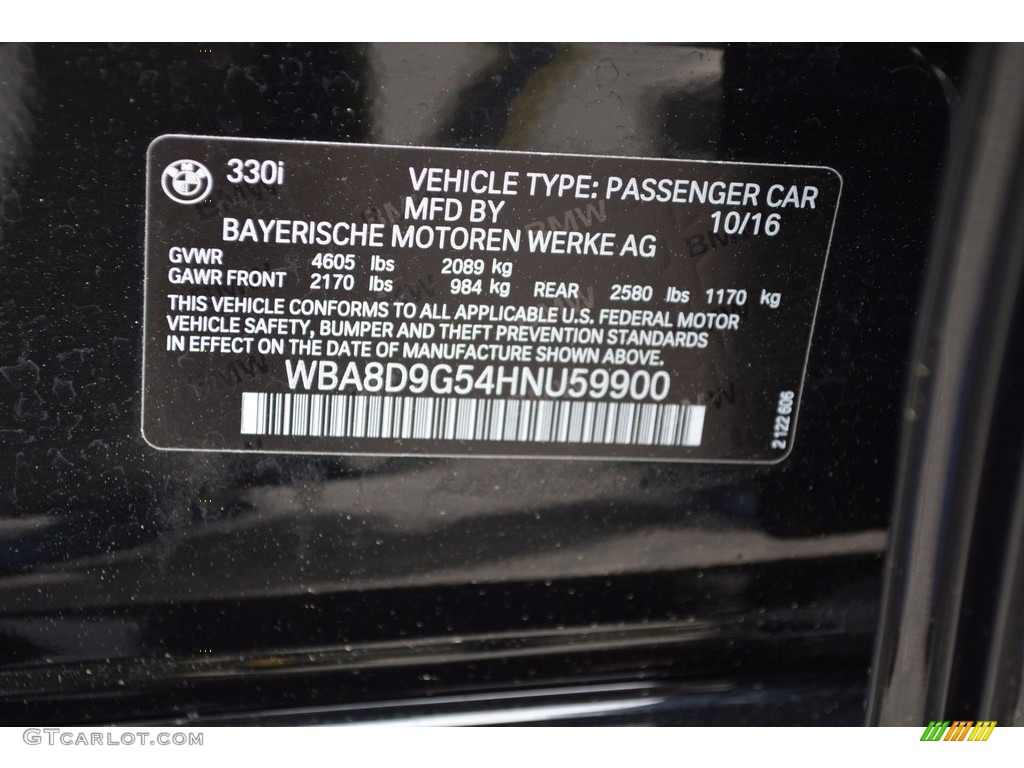 330i
VEHICLE TYPE: PASSENGER CAR
MFD BY 10/16
BAYERISCHE MOTOREN WERKE AG
GVWR 4605 lbs 2089 kg
GAWR FRONT 2170 lbs 984 kg REAR 2580 lbs 1170 kg
THIS VEHICLE CONFORMS TO ALL APPLICABLE U.S. FEDERAL MOTOR
VEHICLE SAFETY, BUMPER AND THEFT PREVENTION STANDARDS
IN EFFECT ON THE DATE OF MANUFACTURE SHOWN ABOVE.
WBA8D9G54HNU59900
2 122 606
GTCARLOT.COM